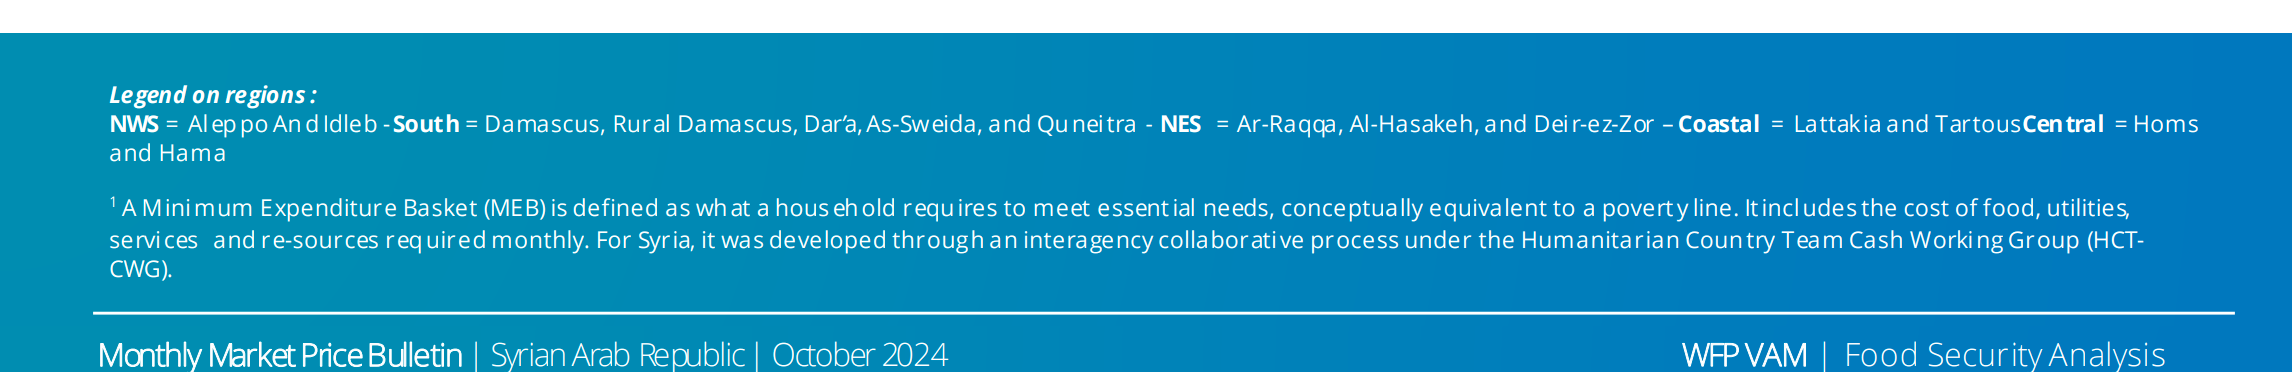 Legend on regions :
NWS = Aleppo And Idleb - South = Damascus, Rural Damascus, Dar’a, As-Sweida, and Quneitra - NES = Ar-Raqqa, Al-Hasakeh, and Deir-ez-Zor – Coastal = Lattakia and Tartous Central = Homs
and Hama
¹ A Minimum Expenditure Basket (MEB) is defined as what a household requires to meet essential needs, conceptually equivalent to a poverty line. It includes the cost of food, utilities,
services and re-sources required monthly. For Syria, it was developed through an interagency collaborative process under the Humanitarian Country Team Cash Working Group (HCT-
CWG).
Monthly Market Price Bulletin | Syrian Arab Republic | October 2024
WFP VAM | Food Security Analysis